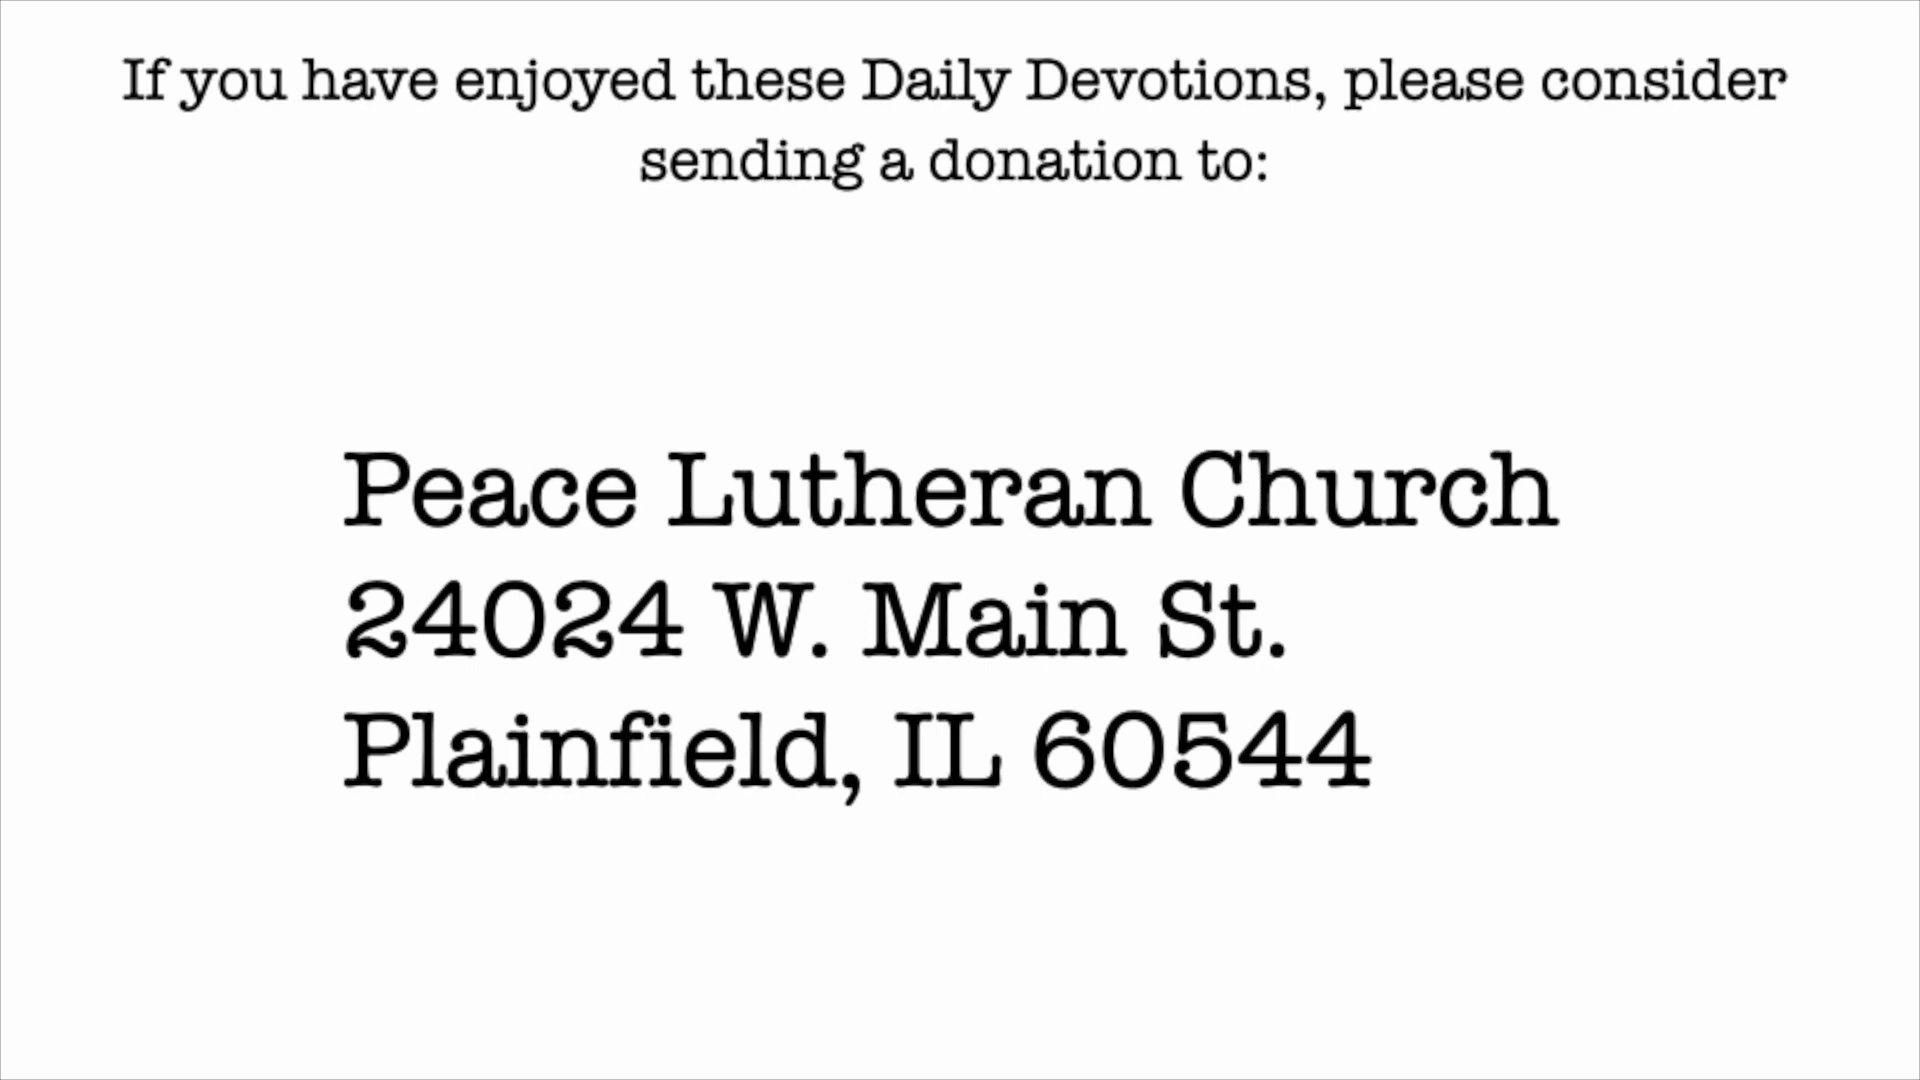 If you have enjoyed these Daily Devotions, please consider
sending a donation to:
Peace Lutheran Church
24024 W. Main St.
Plainfield, IL 60544